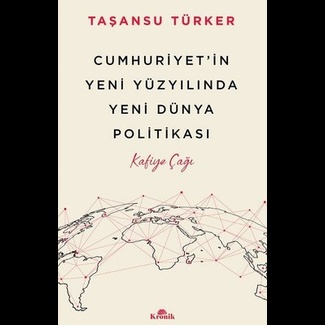 TAŞANSU TÜRKER
CUMHURİYET'İN
YENİ YÜZYILINDA
YENİ DÜNYA
POLİTİKASI
Kafiye Çağı
Kronik